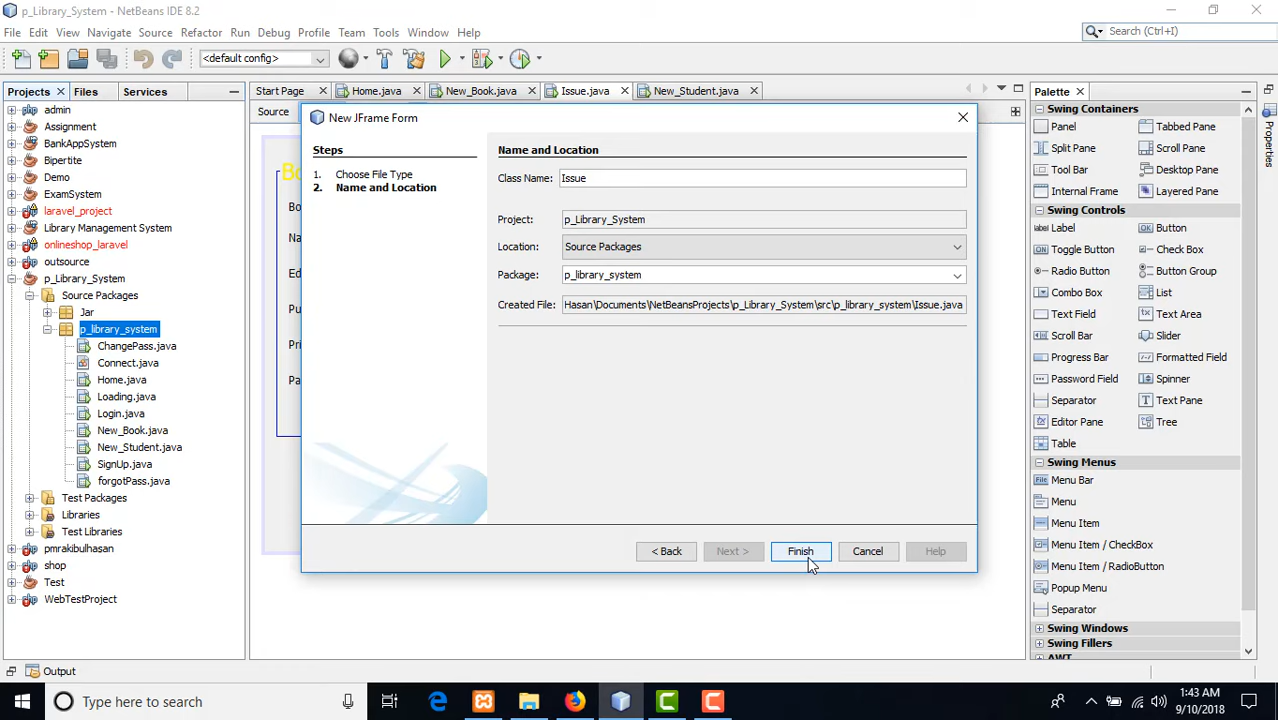 p_Library_System - NetBeans IDE 8.2
File Edit View Navigate Source Refactor Run Debug Profile Team Tools Window Help
Search (Ctrl+I)
<default config>
Projects Files Services
Start Page Home.java New_Book.java Issue.java New_Student.java
Palette
Source
admin
Assignment
BankAppSystem
Bipertite
Demo
ExamSystem
laravel_project
Library Management System
onlineshop_laravel
outsource
p_Library_System
Source Packages
Jar
p_library_system
ChangePass.java
Connect.java
Home.java
Loading.java
Login.java
New_Book.java
New_Student.java
SignUp.java
forgotPass.java
Test Packages
Libraries
Test Libraries
pmrakibulhasan
shop
Test
WebTestProject
Bo
Bo
Na
Ed
Pu
Pri
Pa
New JFrame Form
Steps
1. Choose File Type
2. Name and Location
Name and Location
Class Name: Issue
Project: p_Library_System
Location: Source Packages
Package: p_library_system
Created File: Hasan\Documents\NetBeansProjects\p_Library_System\src\p_library_system\Issue.java
< Back Next > Finish Cancel Help
Swing Containers
Panel Tabbed Pane
Split Pane Scroll Pane
Tool Bar Desktop Pane
Internal Frame Layered Pane
Swing Controls
label Label OK Button
Toggle Button Check Box
Radio Button Button Group
Combo Box List
Text Field Text Area
Scroll Bar Slider
Progress Bar Formatted Field
Password Field Spinner
Separator Text Pane
Editor Pane Tree
Table
Swing Menus
Menu Bar
Menu
Menu Item
Menu Item / CheckBox
Menu Item / RadioButton
Popup Menu
Separator
Swing Windows
Swing Fillers
AWT
Properties
Output
Type here to search
1:43 AM
9/10/2018